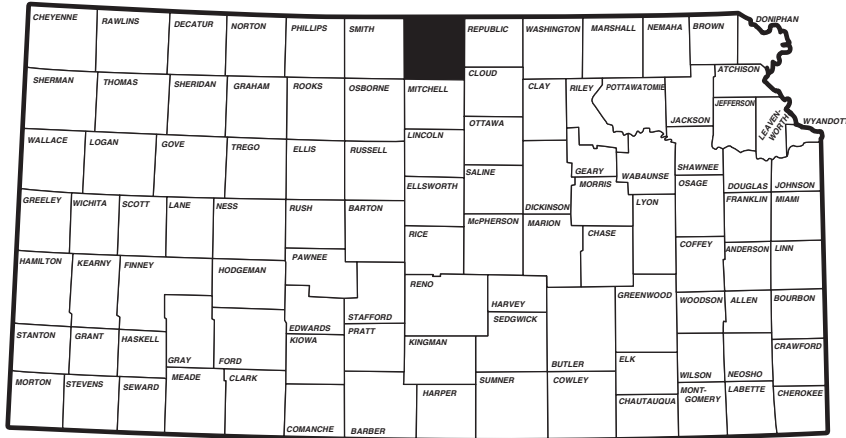 CHEYENNE RAWLINS DECATUR NORTON PHILLIPS SMITH REPUBLIC WASHINGTON MARSHALL NEMAHA BROWN DONIPHAN
SHERMAN THOMAS SHERIDAN GRAHAM ROOKS OSBORNE MITCHELL CLOUD CLAY RILEY POTTAWATOMIE ATCHISON
JACKSON JEFFERSON LEAVEN-
WORTH WYANDOTT
WALLACE LOGAN GOVE TREGO ELLIS RUSSELL LINCOLN OTTAWA
ELLSWORTH SALINE DICKINSON GEARY WABAUNSE SHAWNEE DOUGLAS JOHNSON
GREELEY WICHITA SCOTT LANE NESS RUSH BARTON RICE McPHERSON MARION MORRIS CHASE LYON OSAGE FRANKLIN MIAMI
HAMILTON KEARNY FINNEY HODGEMAN PAWNEE STAFFORD RENO HARVEY COFFEY ANDERSON LINN
EDWARDS SEDGWICK BUTLER GREENWOOD WOODSON ALLEN BOURBON
STANTON GRANT HASKELL GRAY FORD KIOWA PRATT KINGMAN ELK WILSON NEOSHO CRAWFORD
MORTON STEVENS SEWARD MEADE CLARK COMANCHE BARBER HARPER SUMNER COWLEY CHAUTAUQUA MONT-
GOMERY LABETTE CHEROKEE